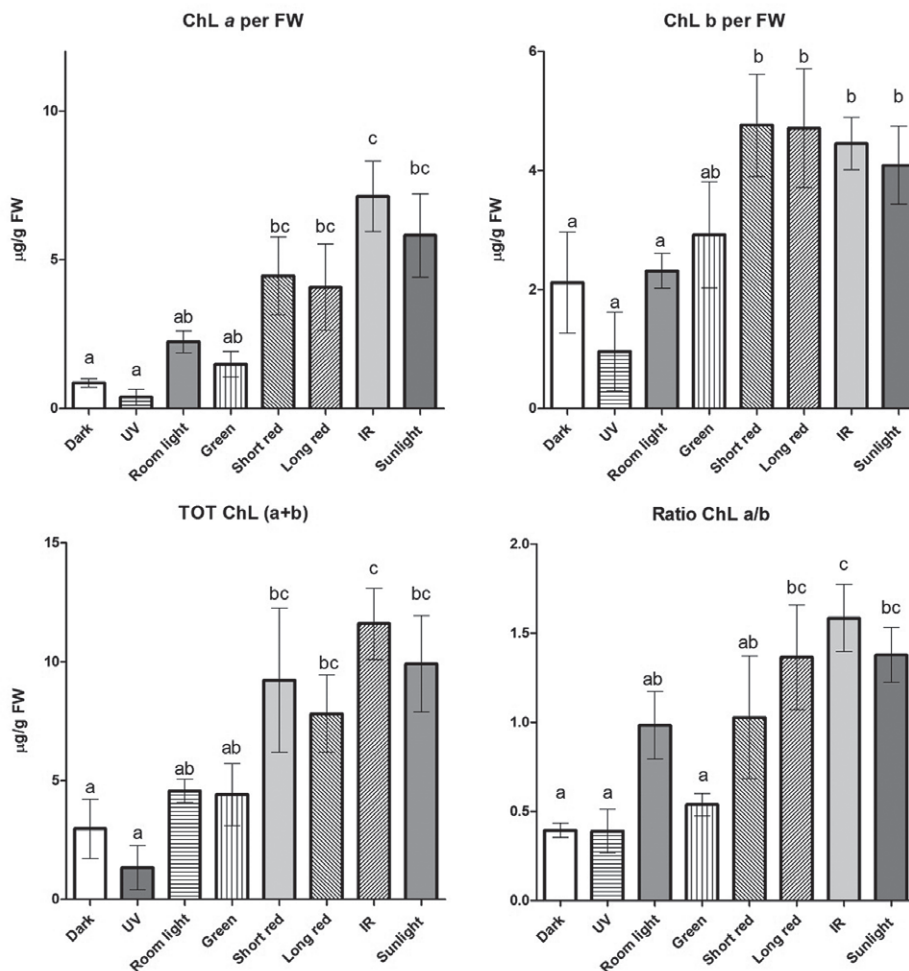 ChL a per FW
10
5
0
µg/g FW
a
a
ab
ab
bc
bc
c
bc
Dark
UV
Room light
Green
Short red
Long red
IR
Sunlight
ChL b per FW
6
4
2
0
µg/g FW
a
a
a
ab
b
b
b
b
Dark
UV
Room light
Green
Short red
Long red
IR
Sunlight
TOT ChL (a+b)
15
10
5
0
µg/g FW
a
a
ab
ab
bc
bc
c
bc
Dark
UV
Room light
Green
Short red
Long red
IR
Sunlight
Ratio ChL a/b
2.0
1.5
1.0
0.5
0.0
a
a
ab
a
ab
bc
c
bc
Dark
UV
Room light
Green
Short red
Long red
IR
Sunlight